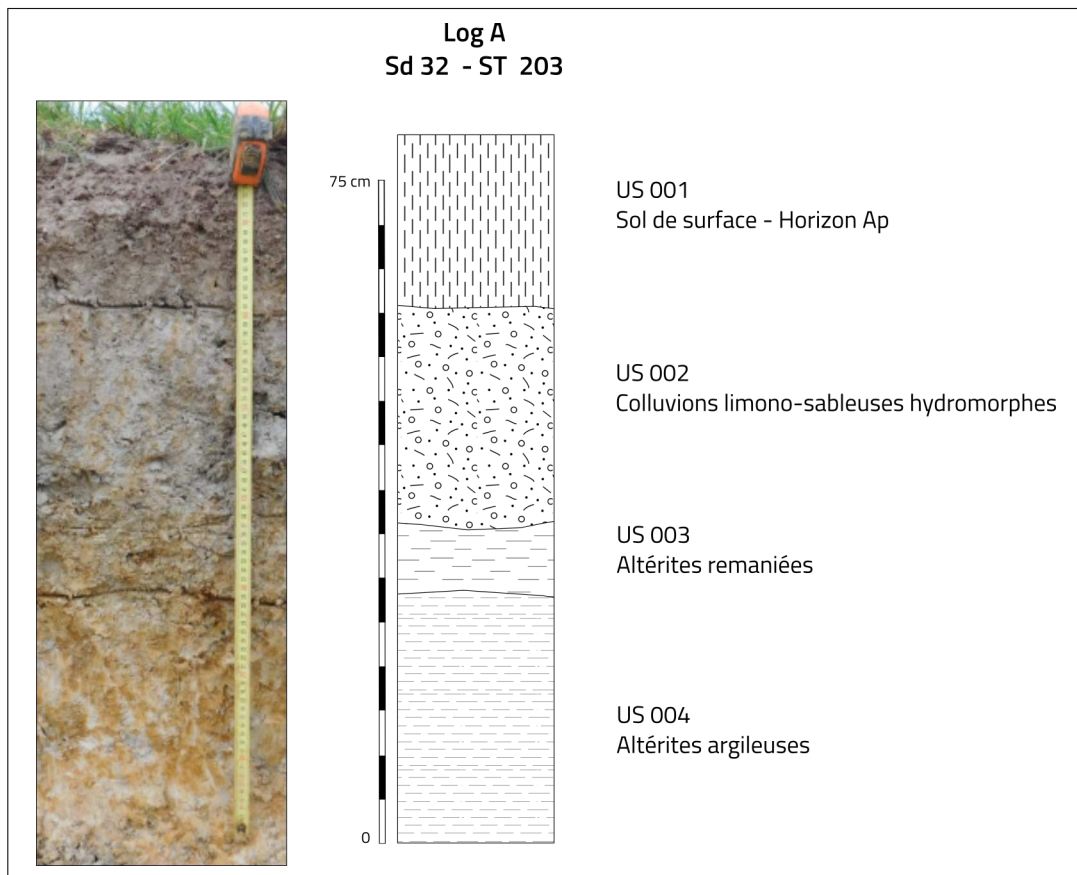 Log A
Sd 32 - ST 203
75 cm
US 001
Sol de surface - Horizon Ap
US 002
Colluvions limono-sableuses hydromorphes
US 003
Altérites remaniées
US 004
Altérites argileuses
0